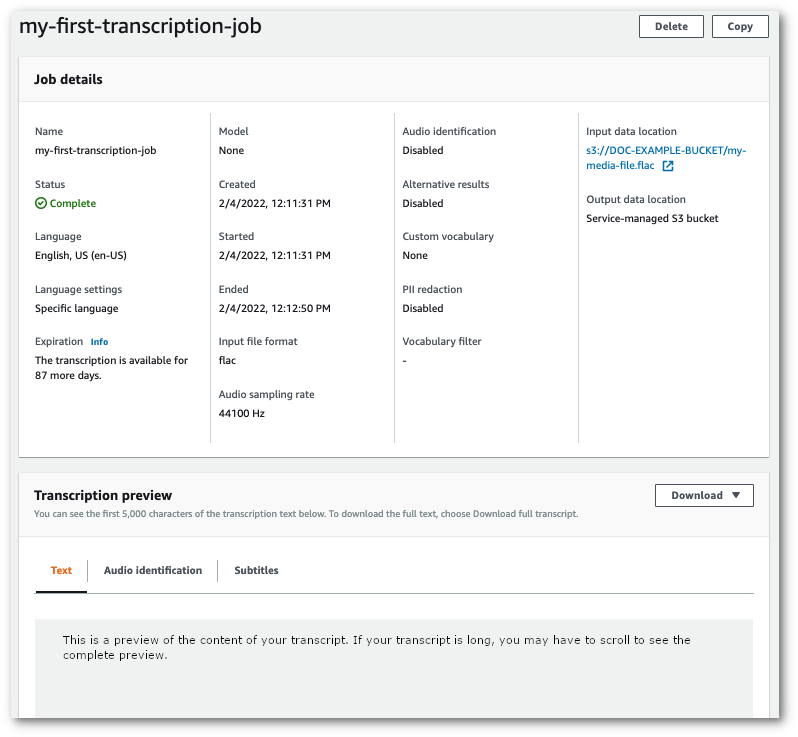 my-first-transcription-job
Delete
Copy
Job details
Name
my-first-transcription-job
Status
Complete
Language
English, US (en-US)
Language settings
Specific language
Expiration Info
The transcription is available for
87 more days.
Model
None
Created
2/4/2022, 12:11:31 PM
Started
2/4/2022, 12:11:31 PM
Ended
2/4/2022, 12:12:50 PM
Input file format
flac
Audio sampling rate
44100 Hz
Audio identification
Disabled
Alternative results
Disabled
Custom vocabulary
None
PII redaction
Disabled
Vocabulary filter
-
Input data location
s3://DOC-EXAMPLE-BUCKET/my-
media-file.flac
Output data location
Service-managed S3 bucket
Transcription preview
Download
You can see the first 5,000 characters of the transcription text below. To download the full text, choose Download full transcript.
Text
Audio identification
Subtitles
This is a preview of the content of your transcript. If your transcript is long, you may have to scroll to see the
complete preview.